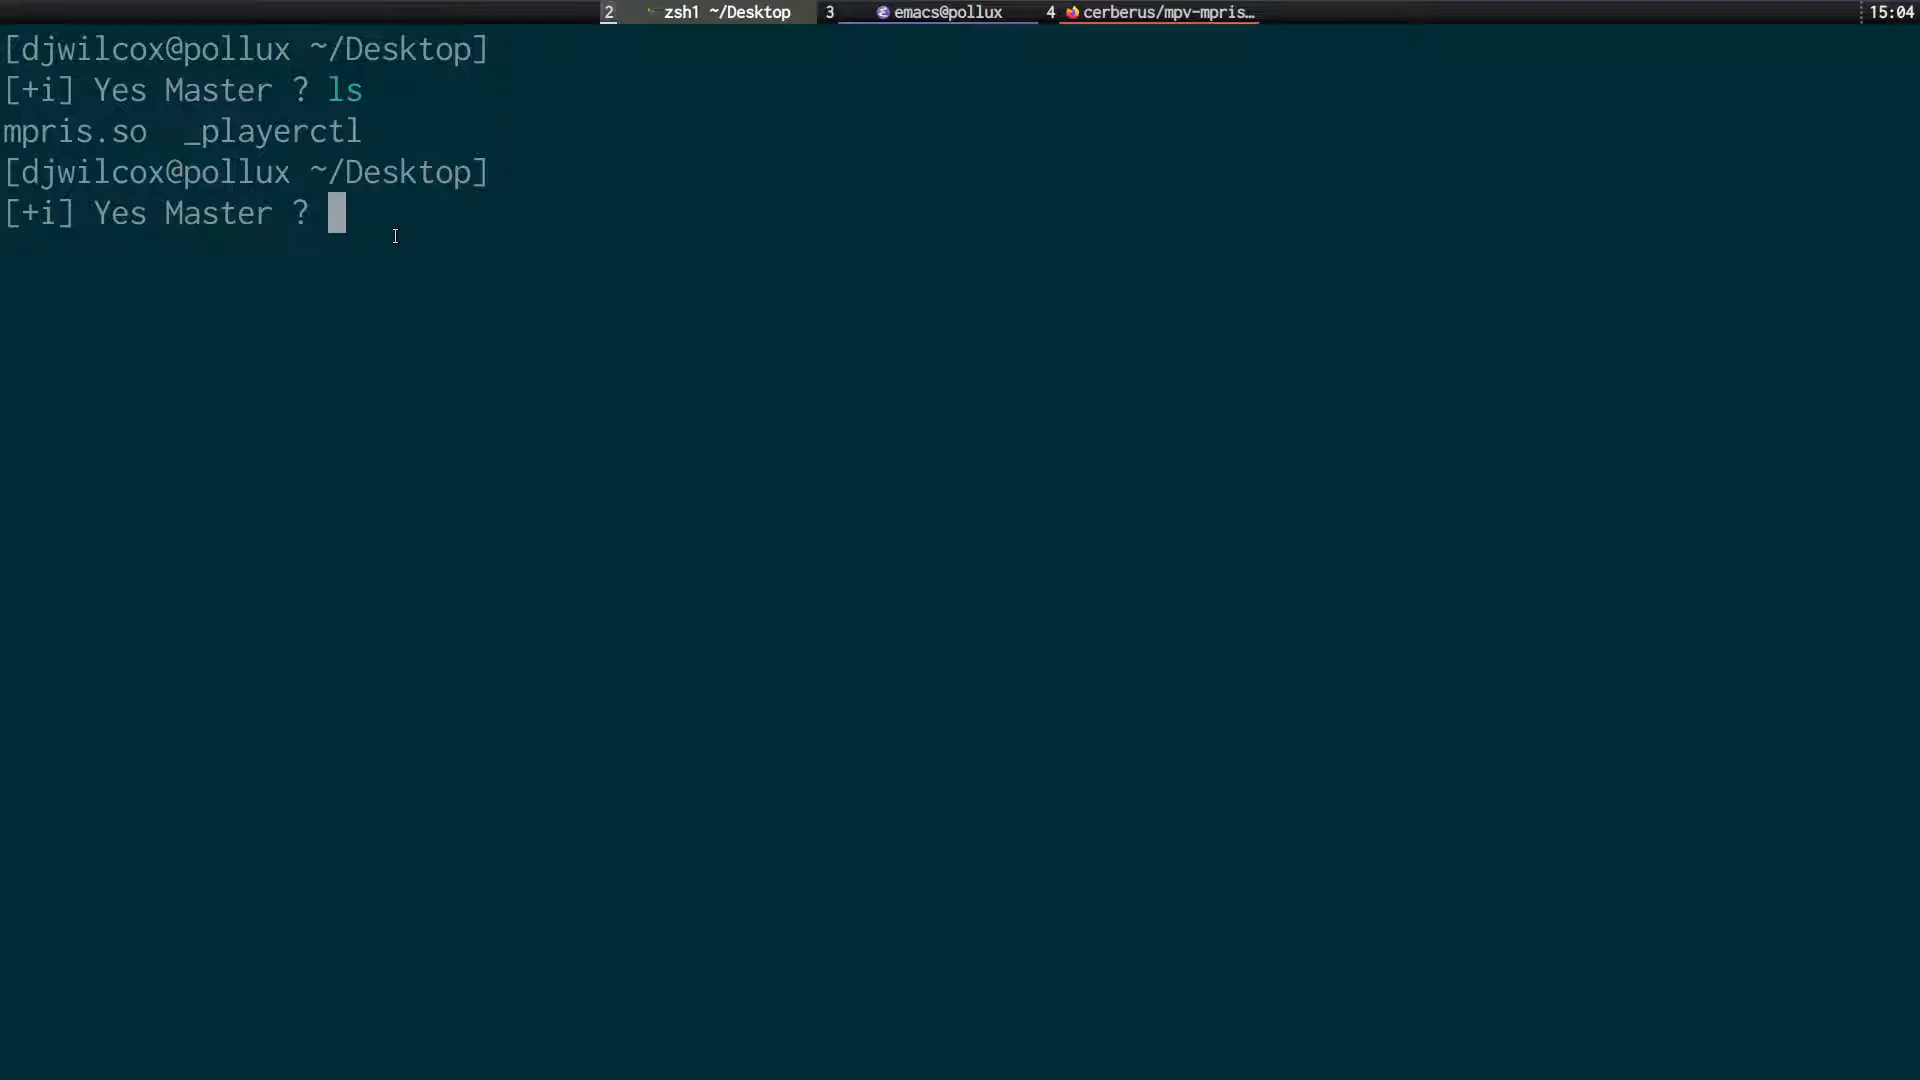 2 zsh1 ~/Desktop 3 emacs@pollux 4 cerberus/mpv-mpris… 15:04
[djwilcox@pollux ~/Desktop]
[+i] Yes Master ? ls
mpris.so  _playerctl
[djwilcox@pollux ~/Desktop]
[+i] Yes Master ?